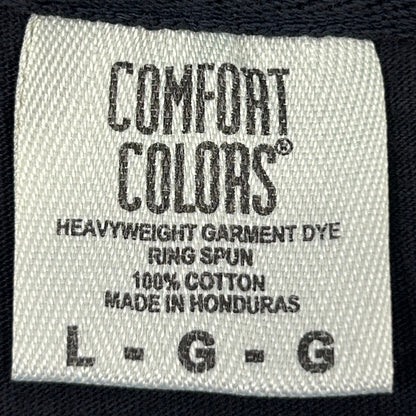 COMFORT
COLORS®
HEAVYWEIGHT GARMENT DYE
RING SPUN
100% COTTON
MADE IN HONDURAS
L - G - G